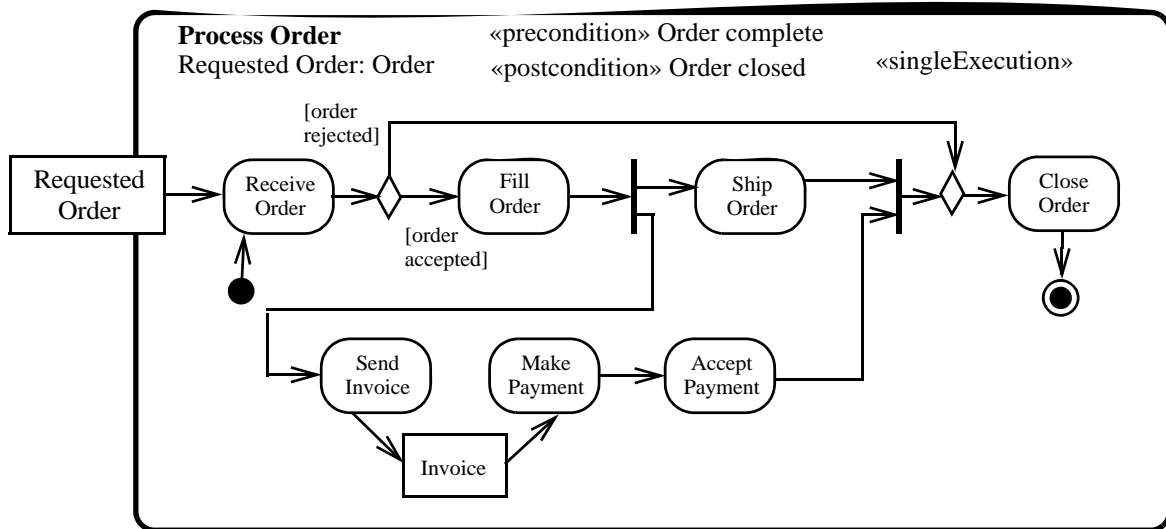 Process Order
«precondition» Order complete
Requested Order: Order
«postcondition» Order closed
«singleExecution»
[order
rejected]
Requested
Order
Receive
Order
Fill
Order
Ship
Order
Close
Order
[order
accepted]
Send
Invoice
Make
Payment
Accept
Payment
Invoice